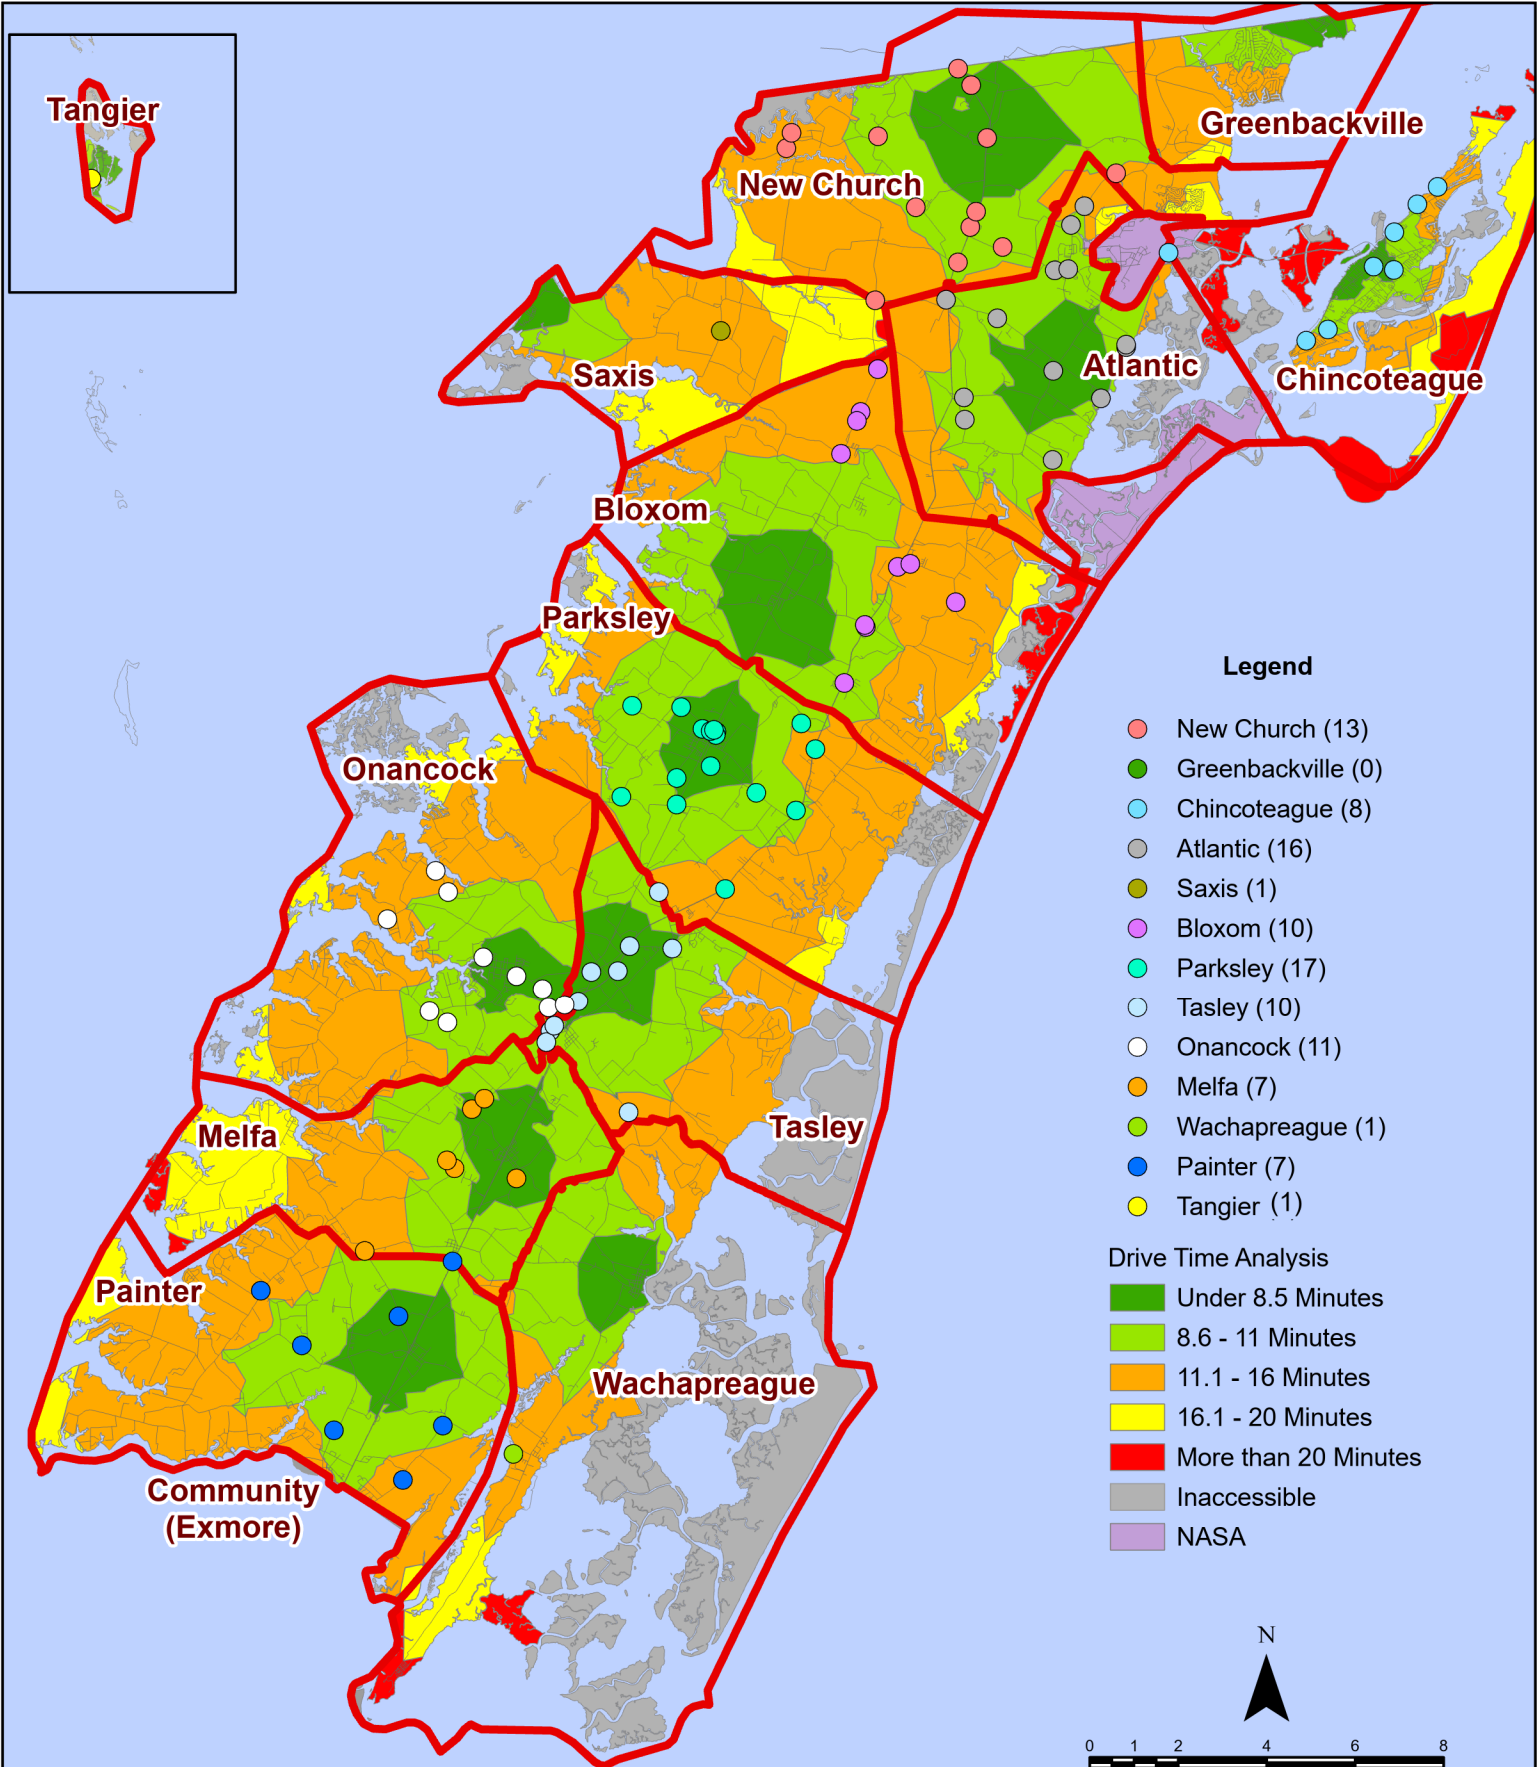 Tangier
Greenbackville
New Church
Saxis
Atlantic
Chincoteague
Bloxom
Parksley
Onancock
Tasley
Melfa
Painter
Wachapreague
Community
(Exmore)
Legend
New Church (13)
Greenbackville (0)
Chincoteague (8)
Atlantic (16)
Saxis (1)
Bloxom (10)
Parksley (17)
Tasley (10)
Onancock (11)
Melfa (7)
Wachapreague (1)
Painter (7)
Tangier (1)
Drive Time Analysis
Under 8.5 Minutes
8.6 - 11 Minutes
11.1 - 16 Minutes
16.1 - 20 Minutes
More than 20 Minutes
Inaccessible
NASA
N
0 1 2 4 6 8